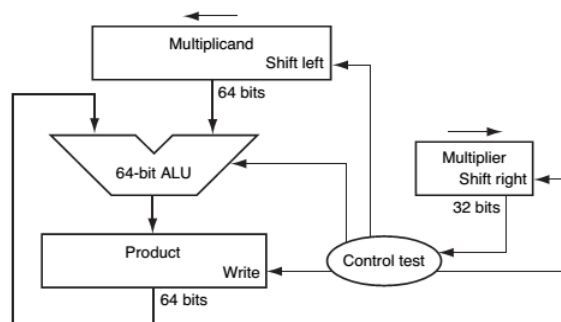 Multiplicand
Shift left
64 bits
64-bit ALU
Multiplier
Shift right
32 bits
Product
Write
Control test
64 bits